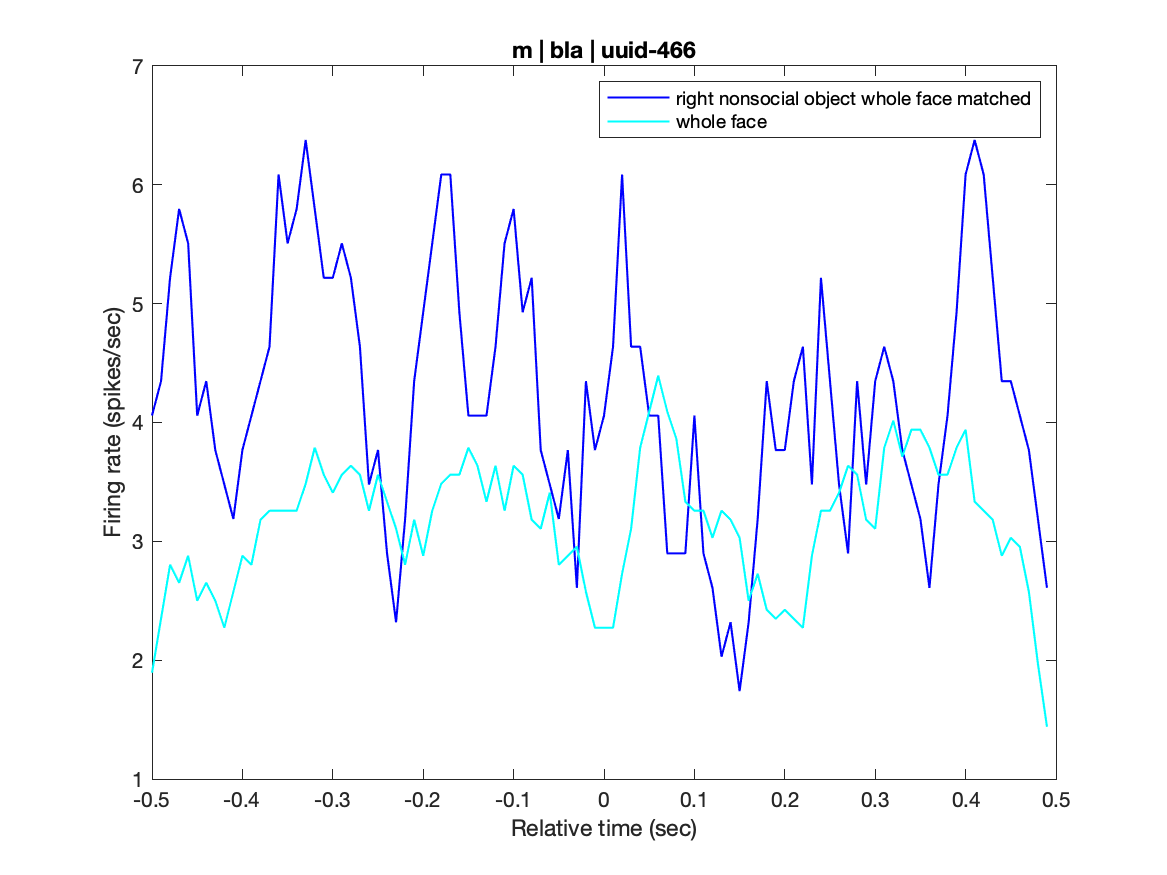 m | bla | uuid-466
right nonsocial object whole face matched
whole face
Firing rate (spikes/sec)
7
6
5
4
3
2
1
-0.5 -0.4 -0.3 -0.2 -0.1 0 0.1 0.2 0.3 0.4 0.5
Relative time (sec)